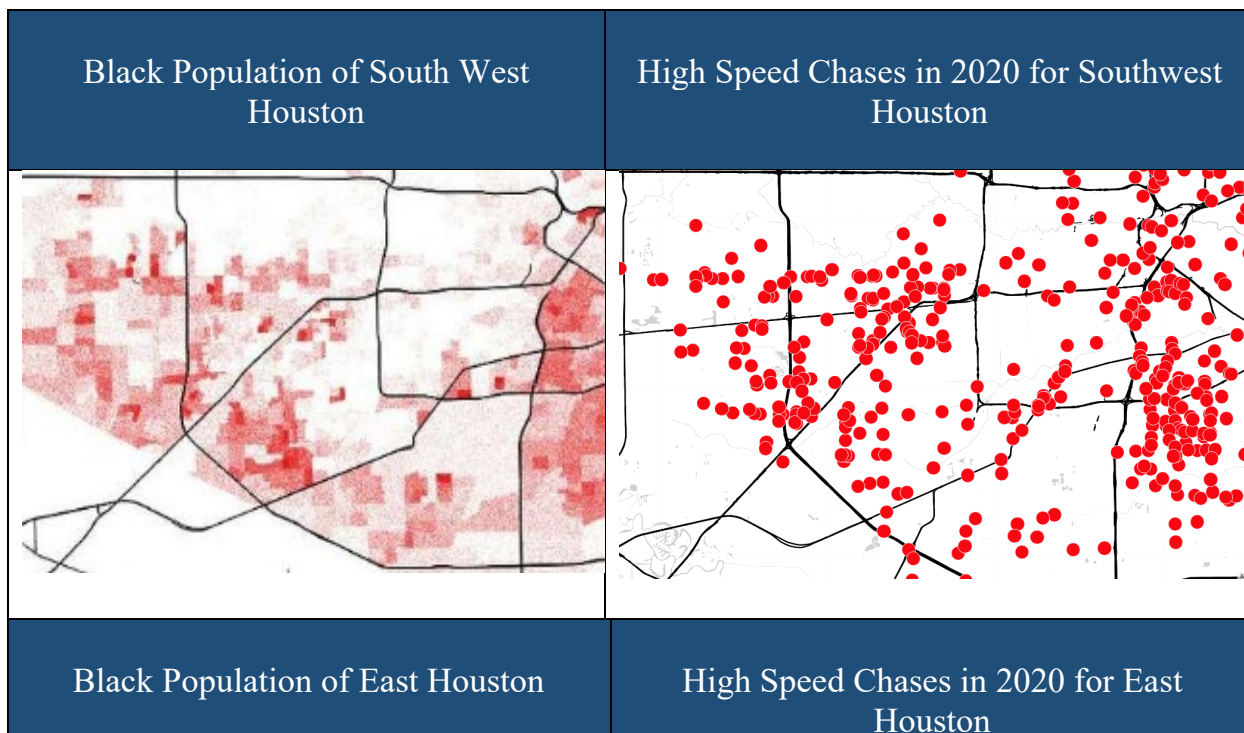 Black Population of South West
Houston
High Speed Chases in 2020 for Southwest
Houston
Black Population of East Houston
High Speed Chases in 2020 for East
Houston